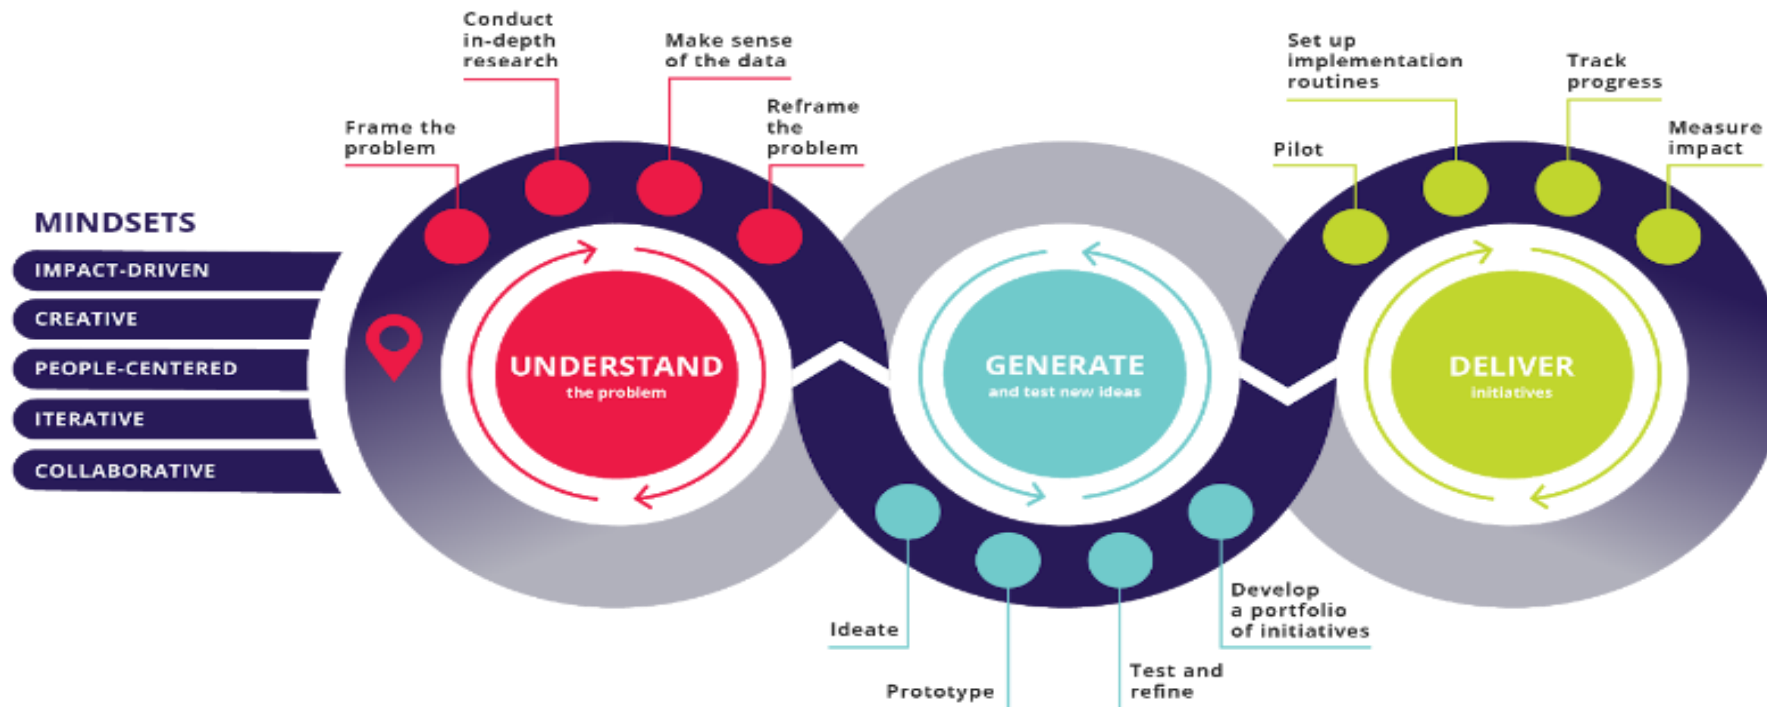 MINDSETS
IMPACT-DRIVEN
CREATIVE
PEOPLE-CENTERED
ITERATIVE
COLLABORATIVE
Frame the
problem
Conduct
in-depth
research
Make sense
of the data
Reframe
the
problem
UNDERSTAND
the problem
GENERATE
and test new ideas
Ideate
Prototype
Test and
refine
Develop
a portfolio
of initiatives
DELIVER
initiatives
Pilot
Set up
implementation
routines
Track
progress
Measure
impact